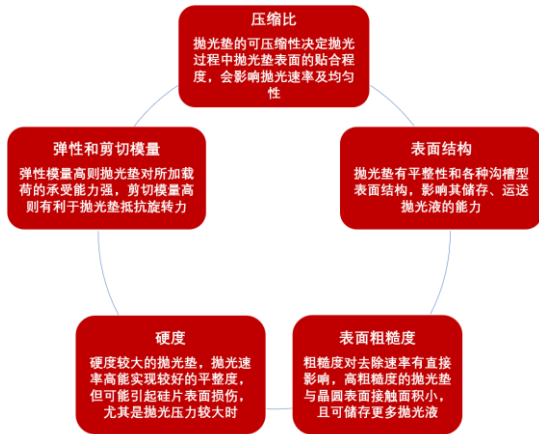 压缩比
抛光垫的可压缩性决定抛光
过程中抛光垫表面的贴合程
度，会影响抛光速率及均匀
性
弹性和剪切模量
弹性模量高则抛光垫对所加载
荷的承受能力强，剪切模量高
则有利于抛光垫抵抗旋转力
表面结构
抛光垫有平整性和各种沟槽型
表面结构，影响其储存、运送
抛光液的能力
硬度
硬度较大的抛光垫，抛光速
率高能实现较好的平整度，
但可能引起硅片表面损伤，
尤其是抛光压力较大时
表面粗糙度
粗糙度对去除速率有直接
影响，高粗糙度的抛光垫
与晶圆表面接触面积小，
且可储存更多抛光液